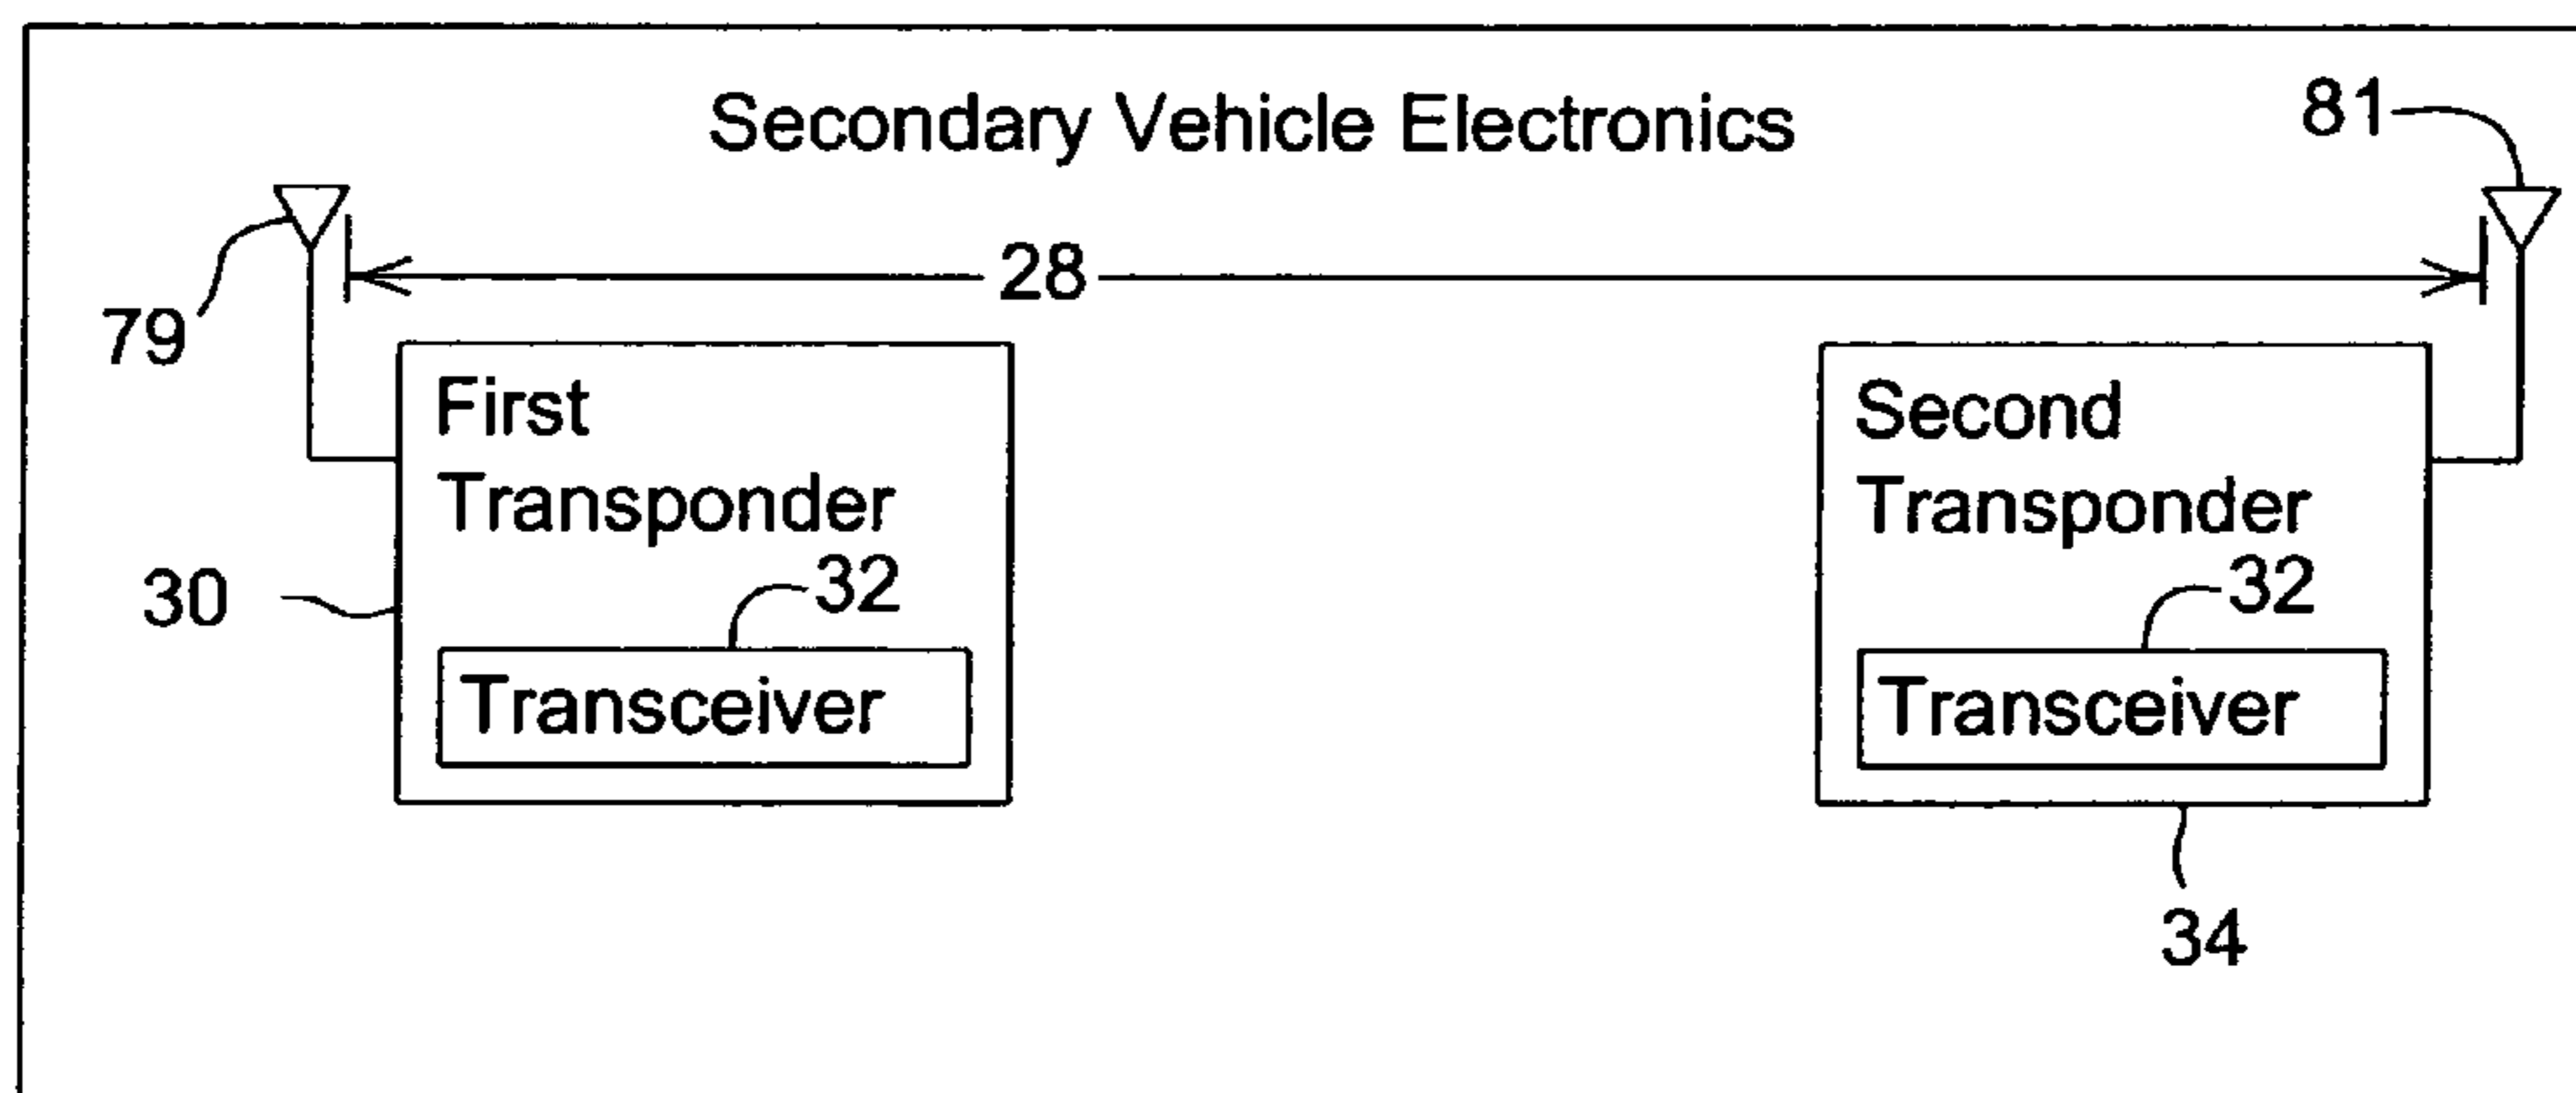 Secondary Vehicle Electronics
81
79
28
First
Transponder
30
32
Transceiver
Second
Transponder
32
Transceiver
34